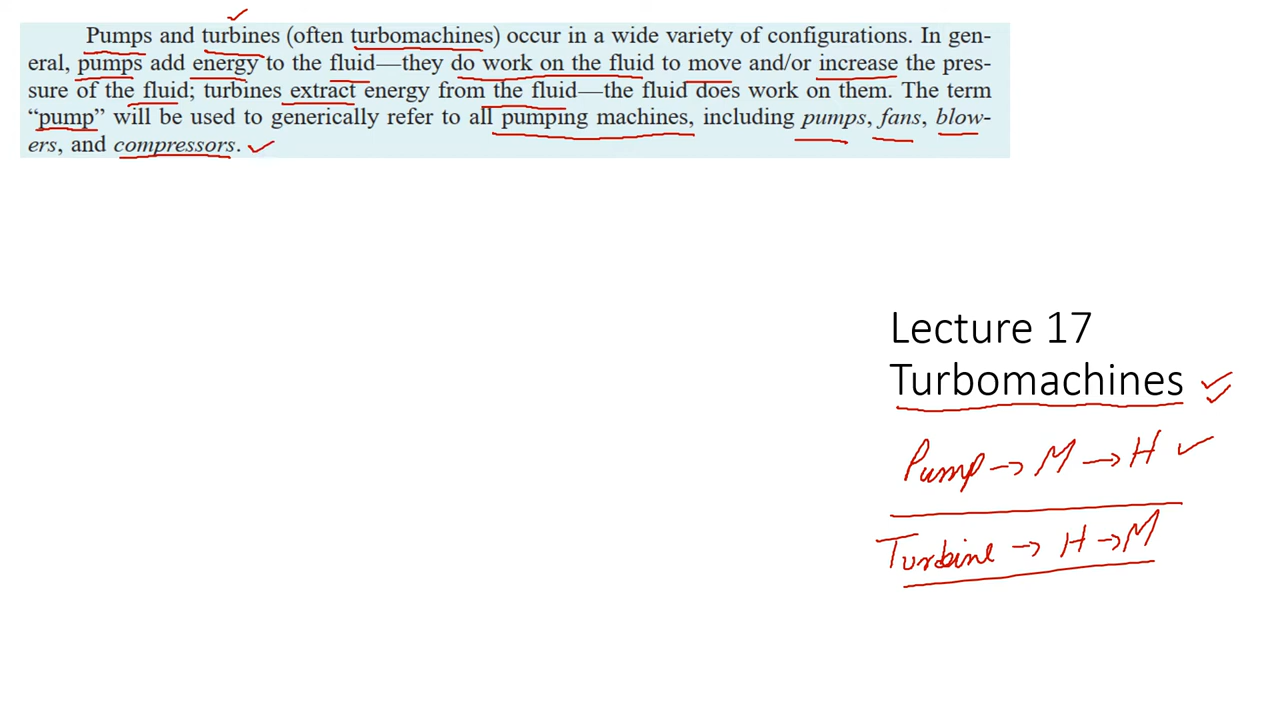 Pumps and turbines (often turbomachines) occur in a wide variety of configurations. In gen-
eral, pumps add energy to the fluid—they do work on the fluid to move and/or increase the pres-
sure of the fluid; turbines extract energy from the fluid—the fluid does work on them. The term
“pump” will be used to generically refer to all pumping machines, including pumps, fans, blow-
ers, and compressors.
Lecture 17
Turbomachines
Pump → M → H
Turbine → H → M